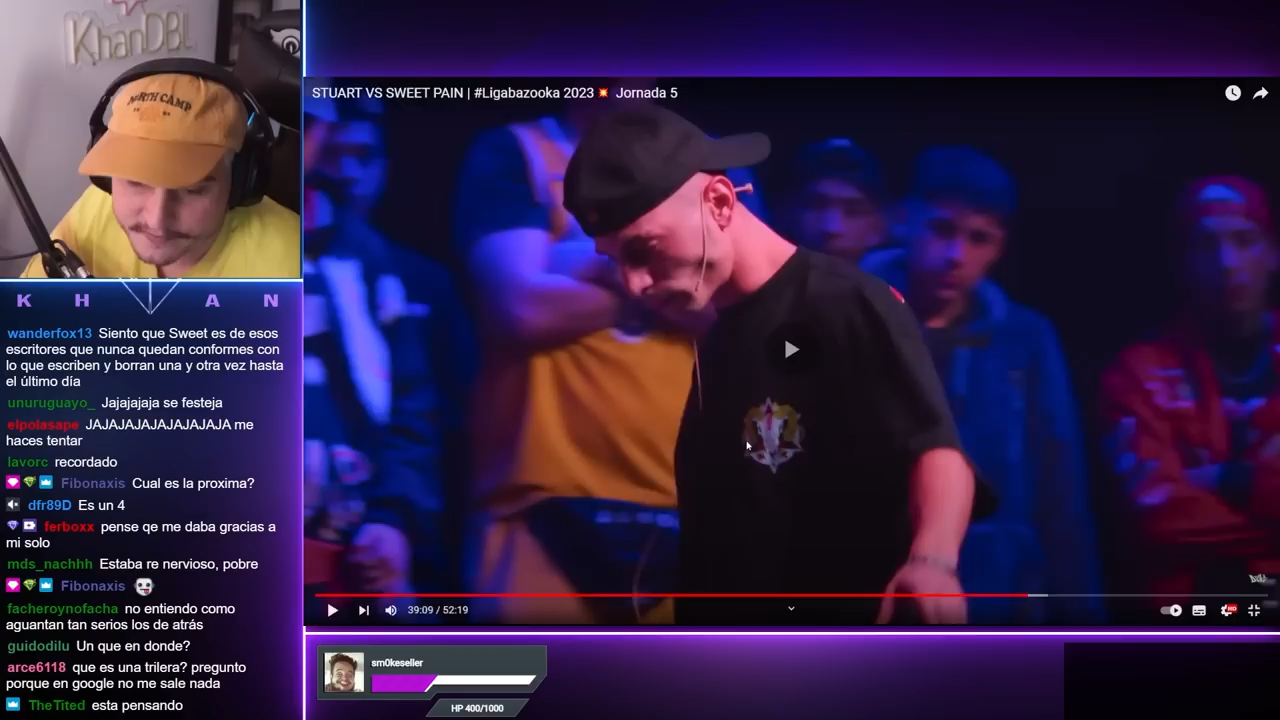 KhanDBL
NORTH CAMP
STUART VS SWEET PAIN | #Ligabazooka 2023💥 Jornada 5
K H A N
wanderfox13 Siento que Sweet es de esos
escritores que nunca quedan conformes con
lo que escriben y borran una y otra vez hasta
el último día
unuruguayo_ Jajajajaja se festeja
elpolasape JAJAJAJAJAJAJAJAJA me
haces tentar
lavorc recordado
Fibonaxis Cual es la proxima?
dfr89D Es un 4
ferboxx pense qe me daba gracias a
mi solo
mds_nachhh Estaba re nervioso, pobre
Fibonaxis
facheroynofacha no entiendo como
aguantan tan serios los de atrás
guidodilu Un que en donde?
arce6118 que es una trilera? pregunto
porque en google no me sale nada
TheTited esta pensando
39:09 / 52:19
HD
sm0keseller
HP 400/1000